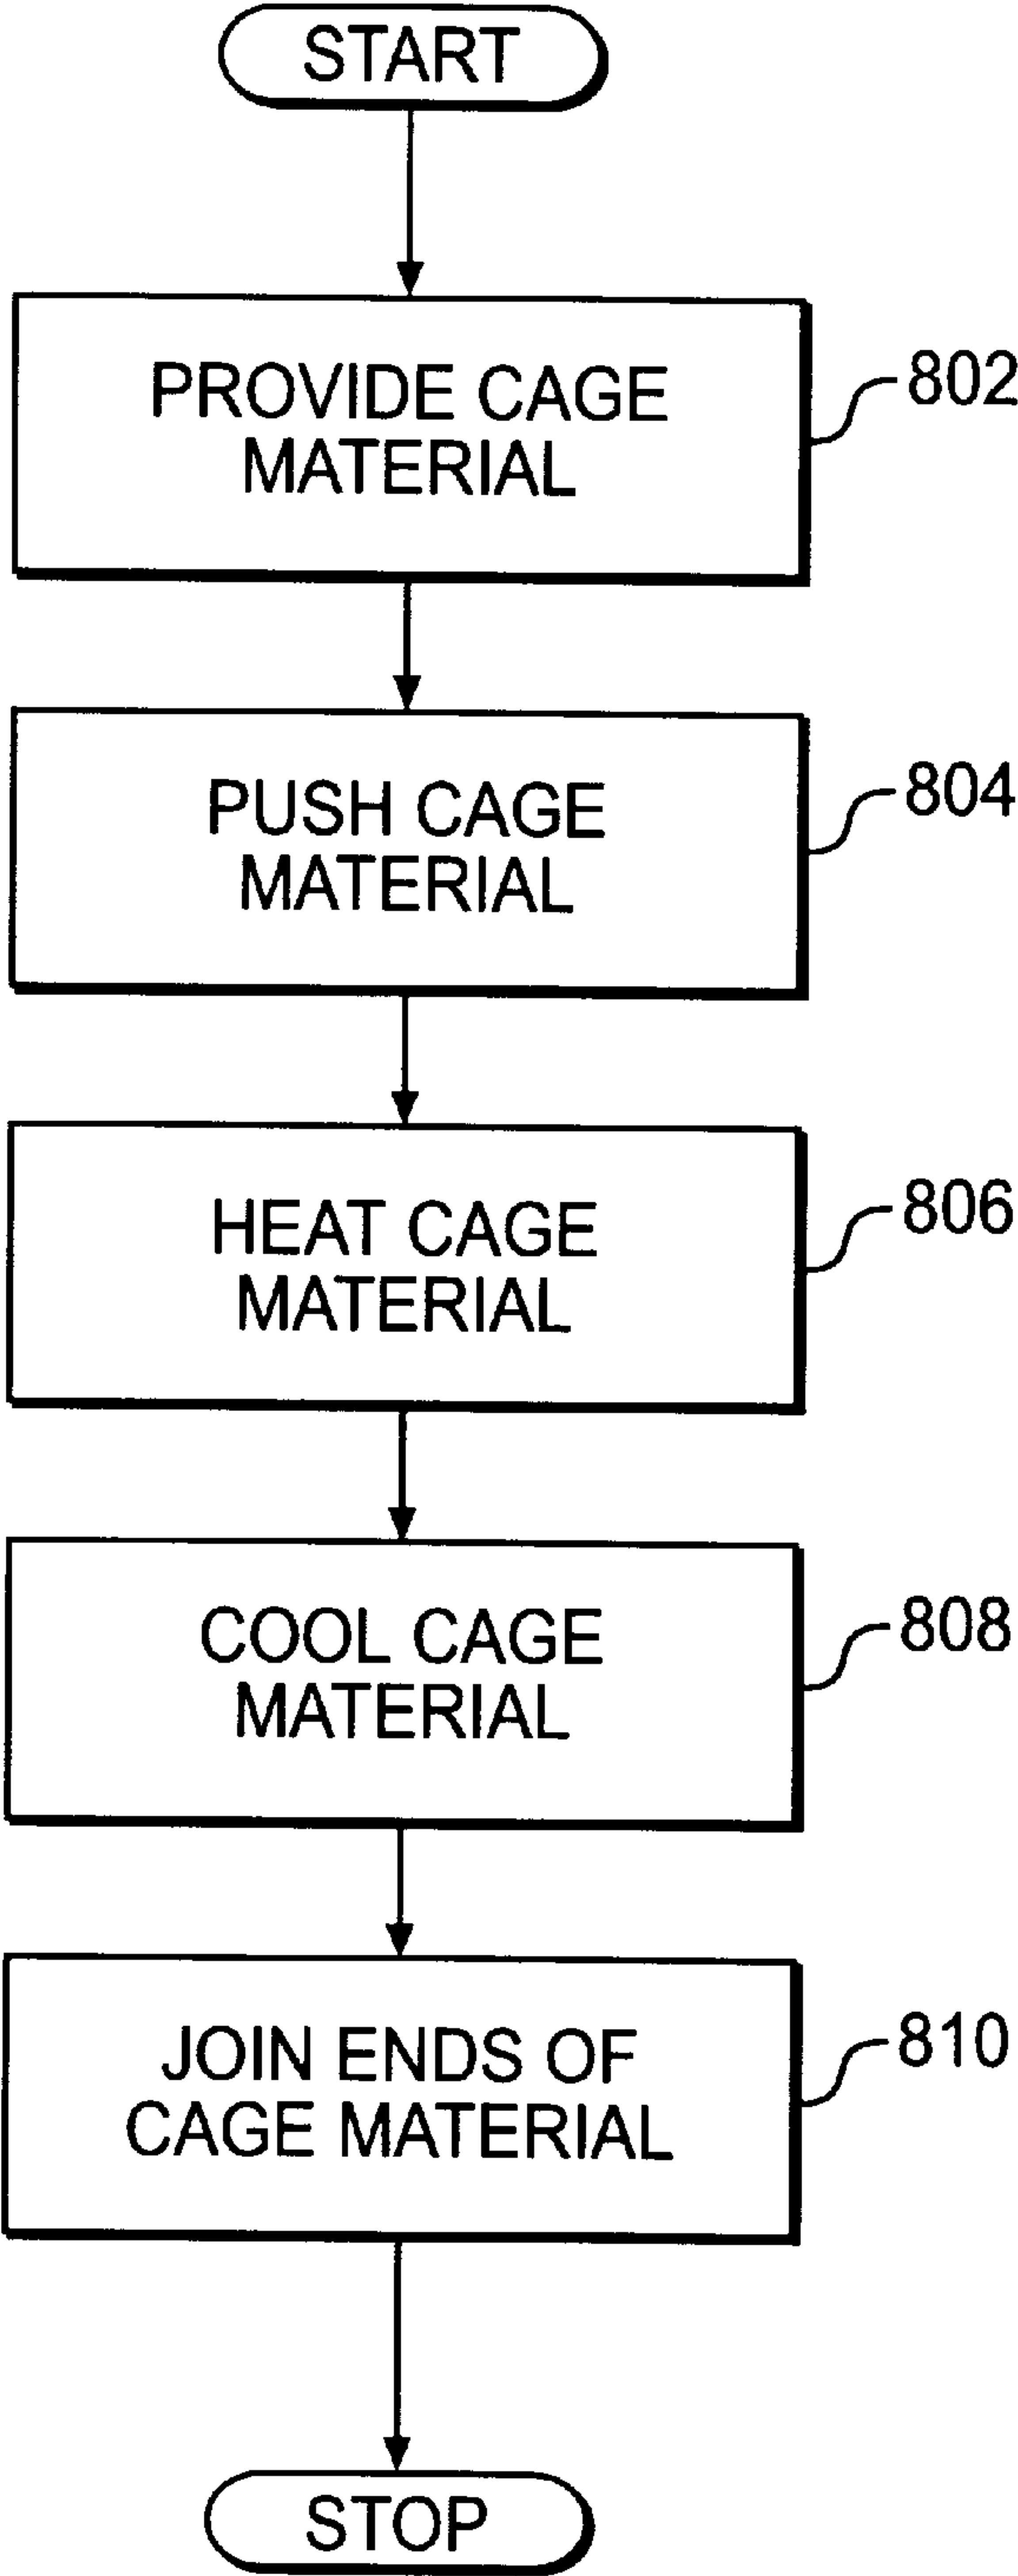 START
PROVIDE CAGE
MATERIAL
802
PUSH CAGE
MATERIAL
804
HEAT CAGE
MATERIAL
806
COOL CAGE
MATERIAL
808
JOIN ENDS OF
CAGE MATERIAL
810
STOP